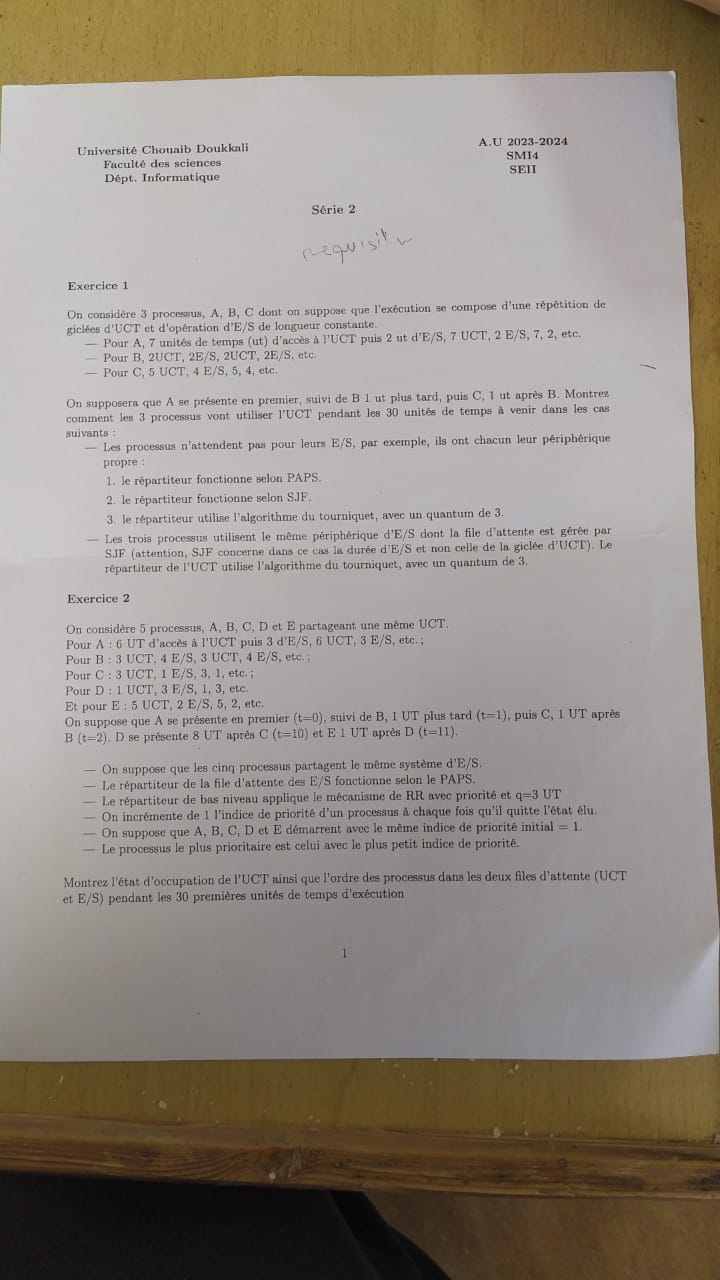 Université Chouaib Doukkali
Faculté des sciences
Dépt. Informatique
A.U 2023-2024
SMI4
SEII
Série 2
Exercice 1
On considère 3 processus, A, B, C dont on suppose que l'exécution se compose d'une répétition de
giclées d'UCT et d'opération d'E/S de longueur constante.
— Pour A, 7 unités de temps (ut) d'accès à l'UCT puis 2 ut d'E/S, 7 UCT, 2 E/S, 7, 2, etc.
— Pour B, 2UCT, 2E/S, 2UCT, 2E/S, etc.
— Pour C, 5 UCT, 4 E/S, 5, 4, etc.
On supposera que A se présente en premier, suivi de B 1 ut plus tard, puis C, 1 ut après B. Montrez
comment les 3 processus vont utiliser l'UCT pendant les 30 unités de temps à venir dans les cas
suivants :
— Les processus n'attendent pas pour leurs E/S, par exemple, ils ont chacun leur périphérique
propre :
1. le répartiteur fonctionne selon PAPS.
2. le répartiteur fonctionne selon SJF.
3. le répartiteur utilise l'algorithme du tourniquet, avec un quantum de 3.
— Les trois processus utilisent le même périphérique d'E/S dont la file d'attente est gérée par
SJF (attention, SJF concerne dans ce cas la durée d'E/S et non celle de la giclée d'UCT). Le
répartiteur de l'UCT utilise l'algorithme du tourniquet, avec un quantum de 3.
Exercice 2
On considère 5 processus, A, B, C, D et E partageant une même UCT.
Pour A : 6 UT d'accès à l'UCT puis 3 d'E/S, 6 UCT, 3 E/S, etc. ;
Pour B : 3 UCT, 4 E/S, 3 UCT, 4 E/S, etc. ;
Pour C : 3 UCT, 1 E/S, 3, 1, etc. ;
Pour D : 1 UCT, 3 E/S, 1, 3, etc.
Et pour E : 5 UCT, 2 E/S, 5, 2, etc.
On suppose que A se présente en premier (t=0), suivi de B, 1 UT plus tard (t=1), puis C, 1 UT après
B (t=2). D se présente 8 UT après C (t=10) et E 1 UT après D (t=11).
— On suppose que les cinq processus partagent le même système d'E/S.
— Le répartiteur de la file d'attente des E/S fonctionne selon le PAPS.
— Le répartiteur de bas niveau applique le mécanisme de RR avec priorité et q=3 UT
— On incrémente de 1 l'indice de priorité d'un processus à chaque fois qu'il quitte l'état élu.
— On suppose que A, B, C, D et E démarrent avec le même indice de priorité initial = 1.
— Le processus le plus prioritaire est celui avec le plus petit indice de priorité.
Montrez l'état d'occupation de l'UCT ainsi que l'ordre des processus dans les deux files d'attente (UCT
et E/S) pendant les 30 premières unités de temps d'exécution
1